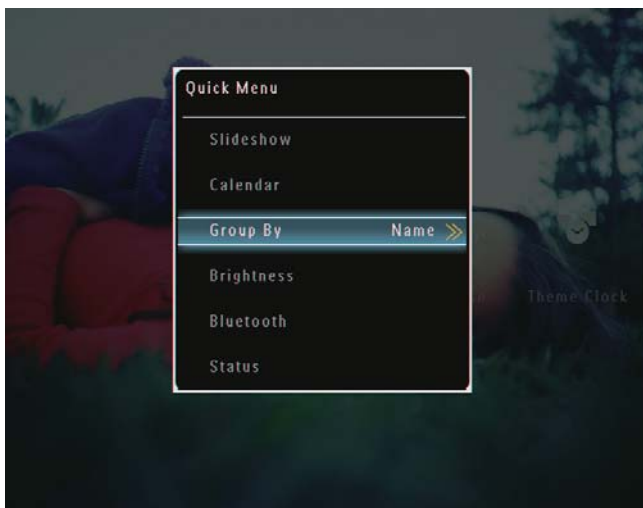 Quick Menu
Slideshow
Calendar
Group By Name
Brightness
Bluetooth
Status
Theme Clock